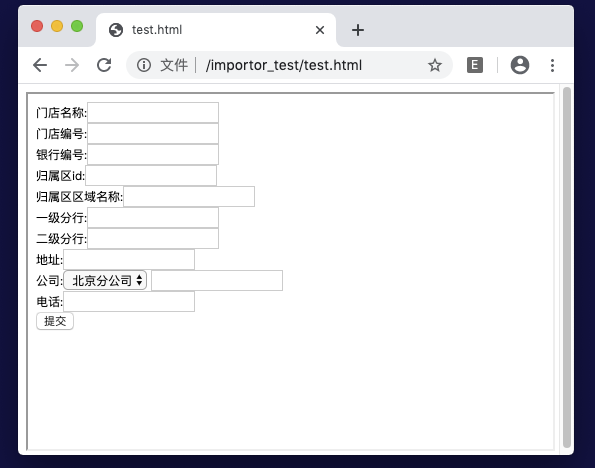 test.html
文件 /importor_test/test.html
E
门店名称:
门店编号:
银行编号:
归属区id:
归属区区域名称:
一级分行:
二级分行:
地址:
公司: 北京分公司
电话:
提交